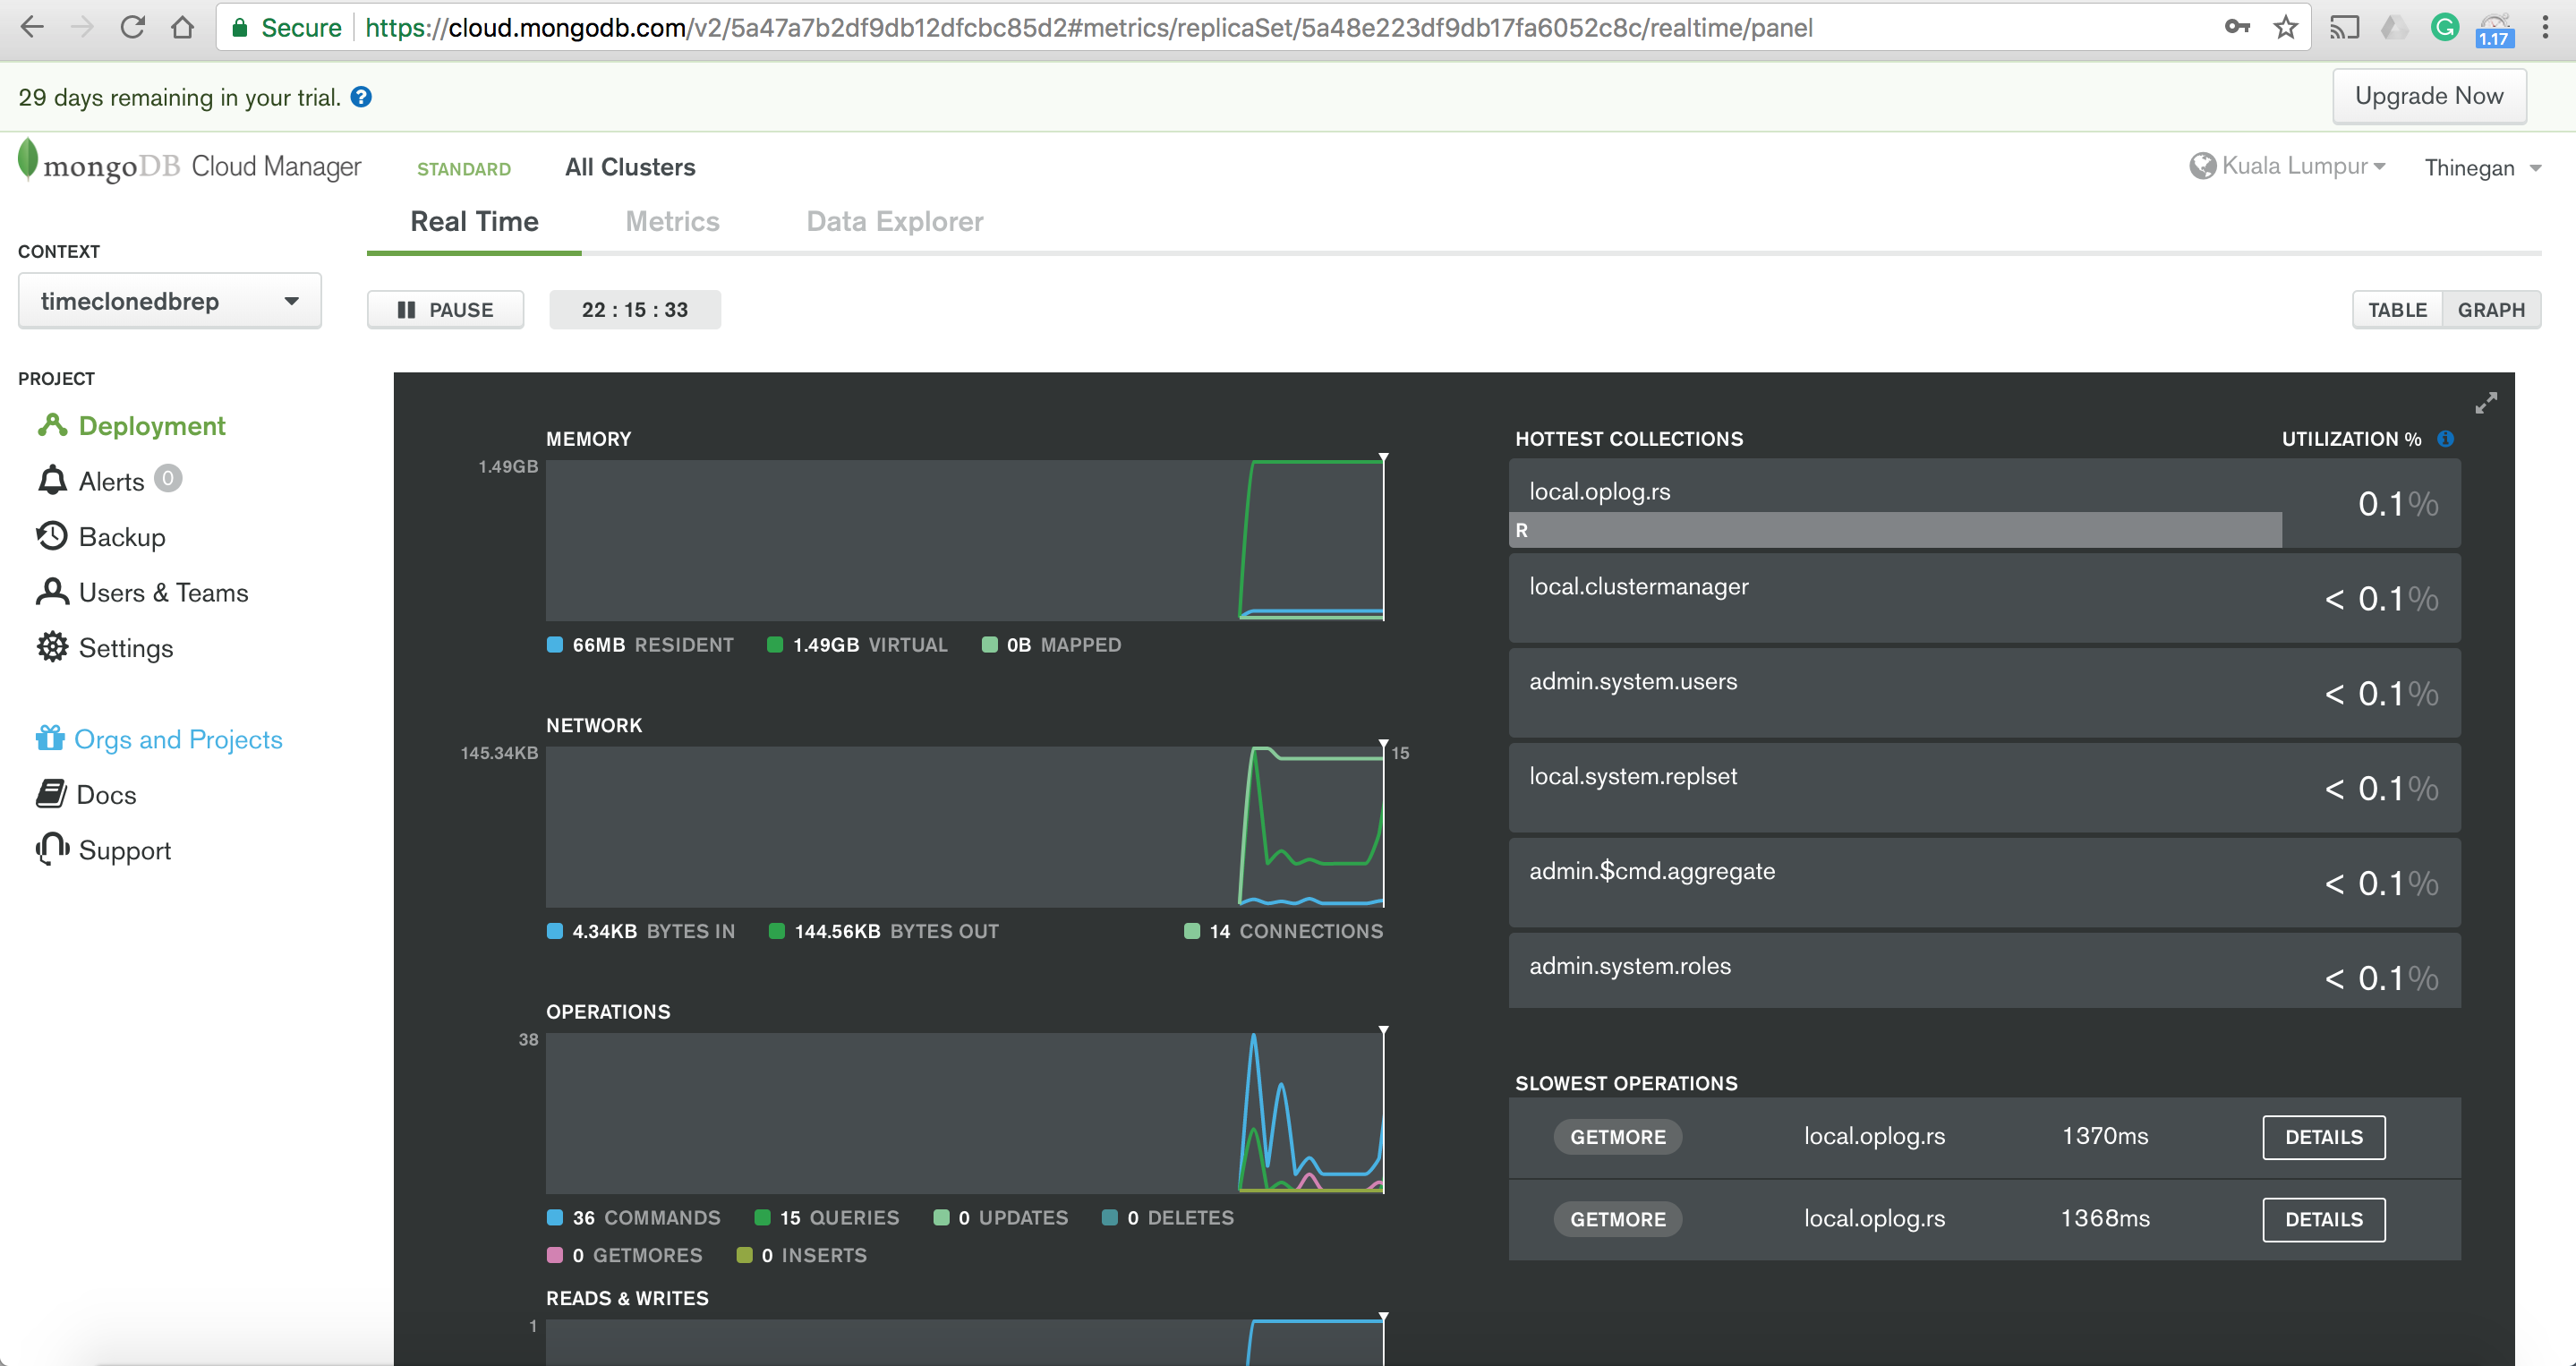 Secure https://cloud.mongodb.com/v2/5a47a7b2df9db12dfcbc85d2#metrics/replicaSet/5a48e223df9db17fa6052c8c/realtime/panel
1.17
29 days remaining in your trial. ?
Upgrade Now
mongoDB Cloud Manager STANDARD All Clusters Kuala Lumpur Thinegan
Real Time Metrics Data Explorer
CONTEXT
timeclonedbrep
PAUSE 22 : 15 : 33 TABLE GRAPH
PROJECT
Deployment
Alerts 0
Backup
Users & Teams
Settings
Orgs and Projects
Docs
Support
MEMORY
1.49GB
66MB RESIDENT 1.49GB VIRTUAL 0B MAPPED
NETWORK
145.34KB 15
4.34KB BYTES IN 144.56KB BYTES OUT 14 CONNECTIONS
OPERATIONS
38
36 COMMANDS 15 QUERIES 0 UPDATES 0 DELETES
0 GETMORES 0 INSERTS
READS & WRITES
1
HOTTEST COLLECTIONS UTILIZATION % i
local.oplog.rs 0.1%
R
local.clustermanager < 0.1%
admin.system.users < 0.1%
local.system.replset < 0.1%
admin.$cmd.aggregate < 0.1%
admin.system.roles < 0.1%
SLOWEST OPERATIONS
GETMORE local.oplog.rs 1370ms DETAILS
GETMORE local.oplog.rs 1368ms DETAILS